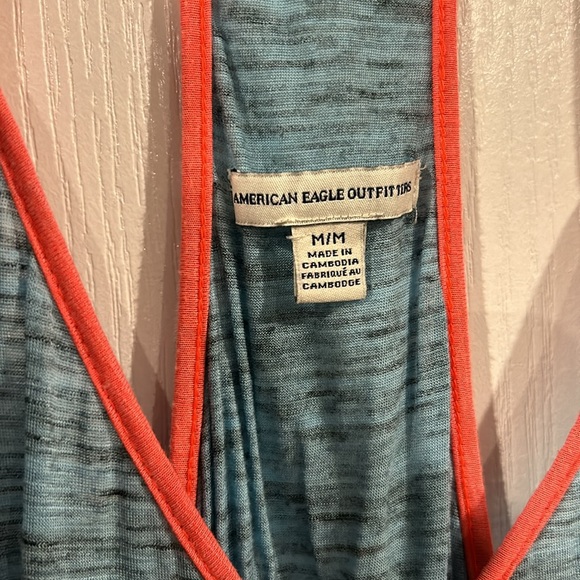 AMERICAN EAGLE OUTFITTERS
M/M
MADE IN
CAMBODIA
FABRIQUÉ AU
CAMBODGE